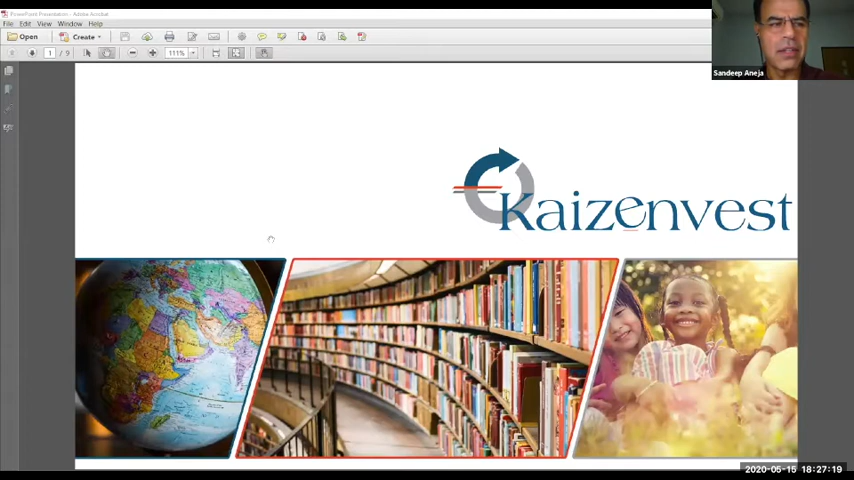 PowerPoint Presentation - Adobe Acrobat
File Edit View Window Help
Open Create
1 / 9 111%
Sandeep Aneja
Kaizenvest
2020-05-15 18:27:19